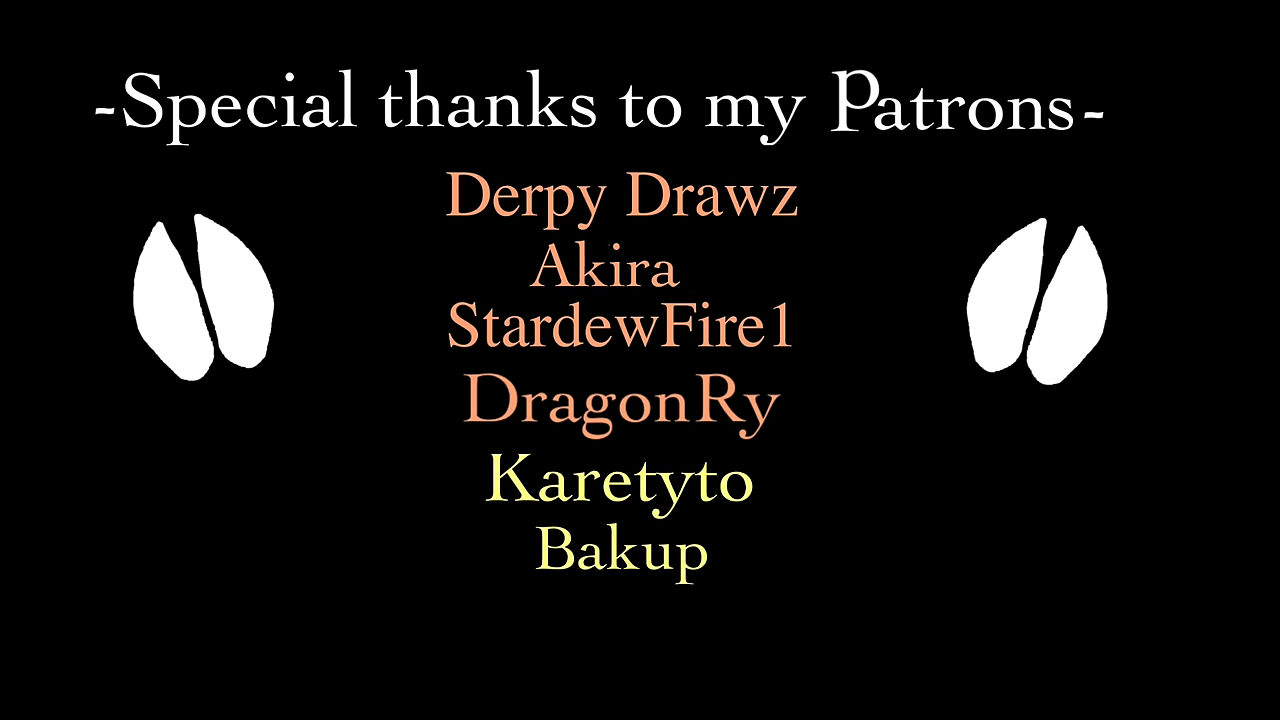 -Special thanks to my Patrons-
Derpy Drawz
Akira
StardewFire1
DragonRy
Karetyto
Bakup